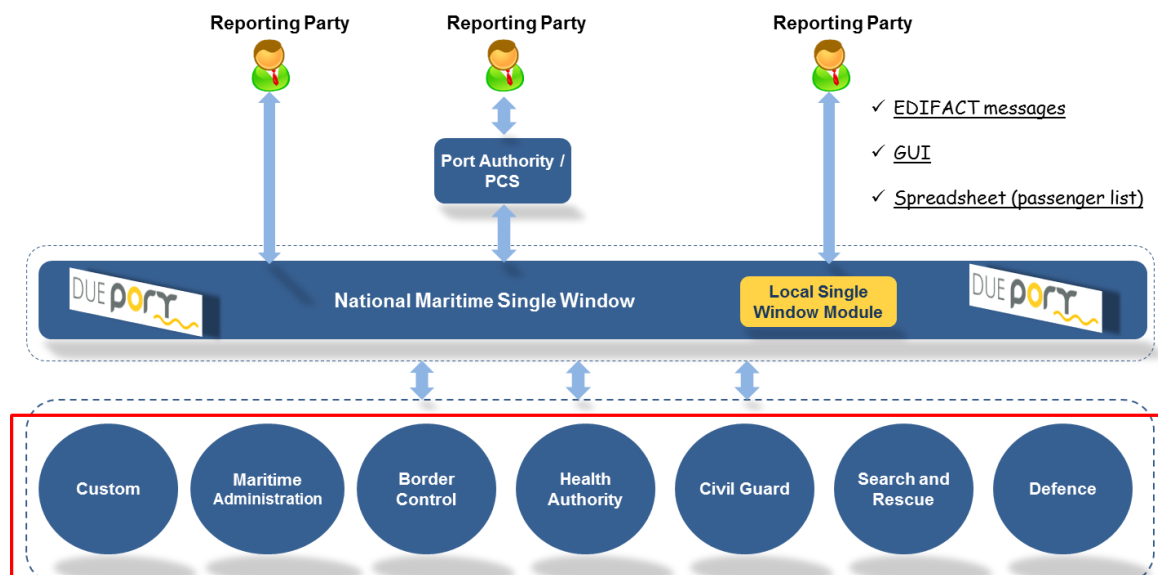 Reporting Party
Reporting Party
Reporting Party
✓ EDIFACT messages
✓ GUI
✓ Spreadsheet (passenger list)
Port Authority /
PCS
DUE PORT
National Maritime Single Window
Local Single
Window Module
DUE PORT
Custom
Maritime
Administration
Border
Control
Health
Authority
Civil Guard
Search and
Rescue
Defence